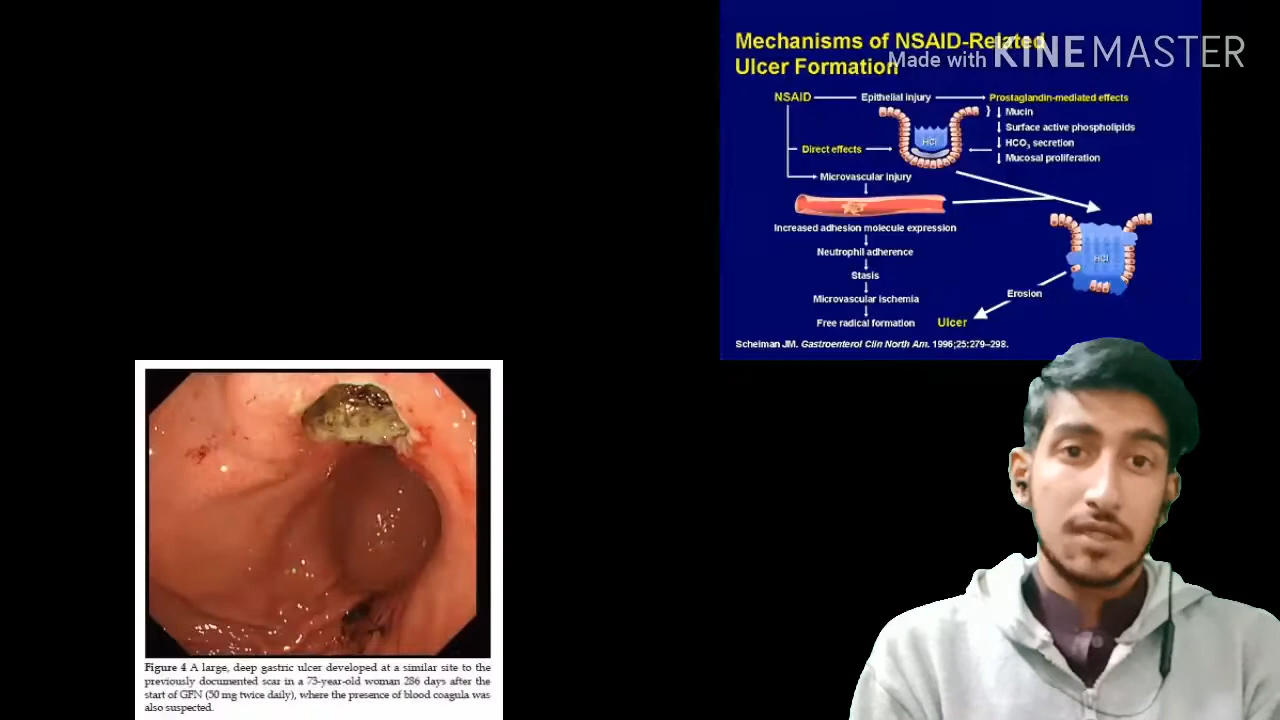 Mechanisms of NSAID-Related
Ulcer Formation
Made with KINEMASTER
NSAID
Epithelial injury
Prostaglandin-mediated effects
Mucin
Surface active phospholipids
HCO3 secretion
Mucosal proliferation
HCl
Direct effects
Microvascular injury
Increased adhesion molecule expression
Neutrophil adherence
Stasis
Microvascular ischemia
Free radical formation
HCl
Erosion
Ulcer
Scheiman JM. Gastroenterol Clin North Am. 1996;25:279–298.
Figure 4 A large, deep gastric ulcer developed at a similar site to the
previously documented scar in a 73-year-old woman 286 days after the
start of GPN (50 mg twice daily), where the presence of blood coagula was
also suspected.